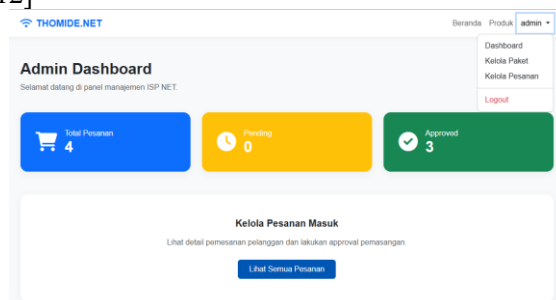 12]
THOMIDE.NET
Beranda Produk admin
Dashboard
Kelola Paket
Kelola Pesanan
Logout
Admin Dashboard
Selamat datang di panel manajemen ISP NET.
Total Pesanan
4
Pending
0
Approved
3
Kelola Pesanan Masuk
Lihat detail pemesanan pelanggan dan lakukan approval pemasangan.
Lihat Semua Pesanan